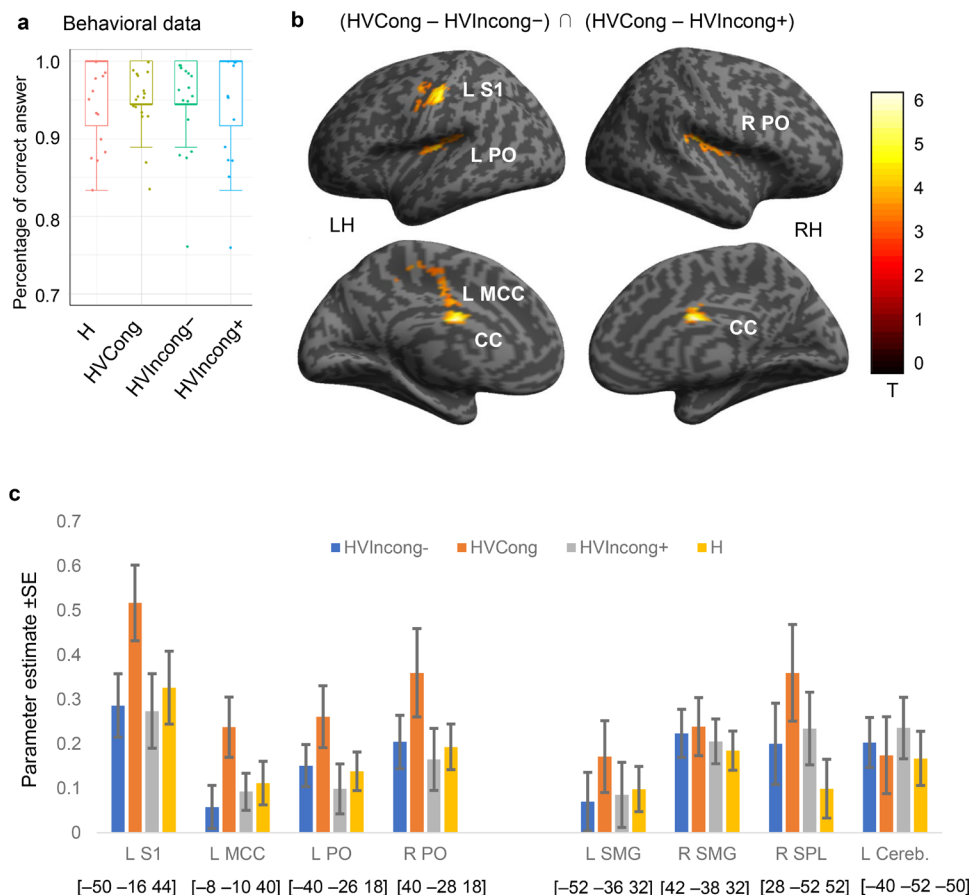 a Behavioral data
Percentage of correct answer
1.0
0.9
0.8
0.7
H
HVCong
HVIncong−
HVIncong+
b (HVCong – HVIncong−) ∩ (HVCong – HVIncong+)
L S1
L PO
R PO
LH
RH
L MCC
CC
CC
6
5
4
3
2
1
0
T
c
Parameter estimate ±SE
0.7
0.6
0.5
0.4
0.3
0.2
0.1
0
HVIncong- HVCong HVIncong+ H
L S1 L MCC L PO R PO L SMG R SMG R SPL L Cereb.
[–50 –16 44] [–8 –10 40] [–40 –26 18] [40 –28 18] [–52 –36 32] [42 –38 32] [28 –52 52] [–40 –52 –50]